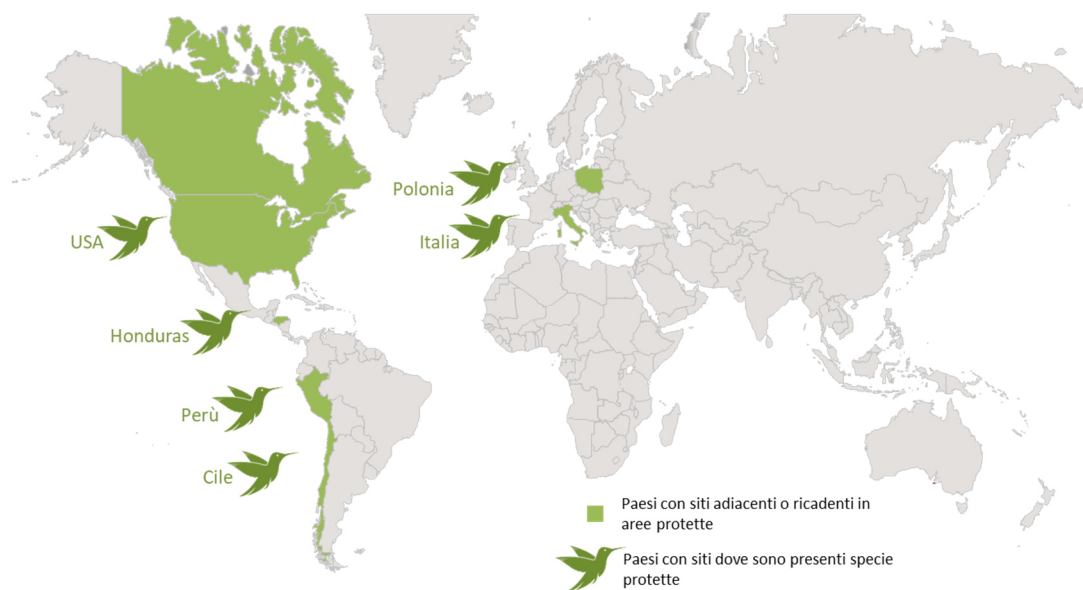 Polonia
USA
Italia
Honduras
Perù
Cile
Paesi con siti adiacenti o ricadenti in
aree protette
Paesi con siti dove sono presenti specie
protette